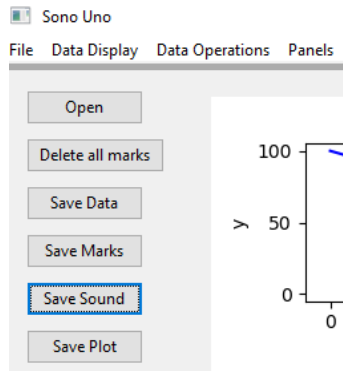 Sono Uno
File Data Display Data Operations Panels
Open
Delete all marks
Save Data
Save Marks
Save Sound
Save Plot
100
50
0
y
0